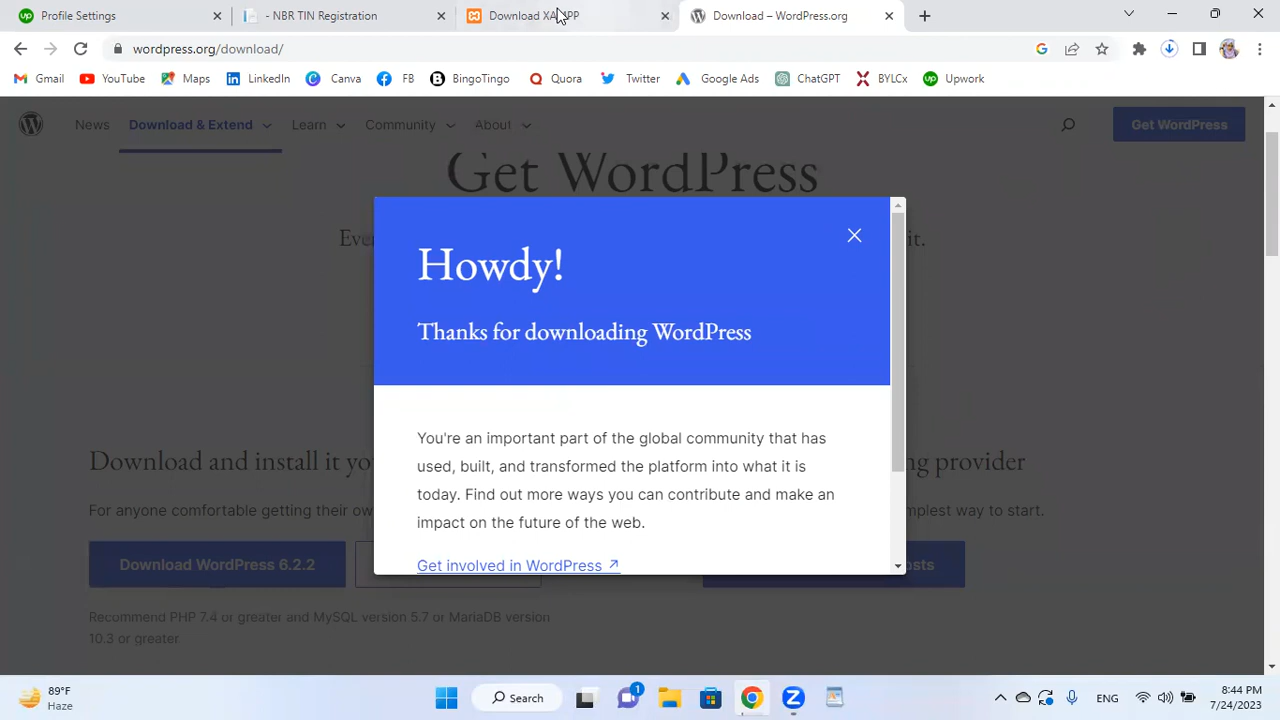 Profile Settings
- NBR TIN Registration
Download XAMPP
Download – WordPress.org
wordpress.org/download/
Gmail YouTube Maps LinkedIn Canva FB BingoTingo Quora Twitter Google Ads ChatGPT BYLCx Upwork
News Download & Extend Learn Community About Get WordPress
Get WordPress
Howdy!
Thanks for downloading WordPress
You're an important part of the global community that has
used, built, and transformed the platform into what it is
today. Find out more ways you can contribute and make an
impact on the future of the web.
Get involved in WordPress ↗
Download and install it
For anyone comfortable getting their
Download WordPress 6.2.2
Recommend PHP 7.4 or greater and MySQL version 5.7 or MariaDB version
10.3 or greater
provider
simplest way to start.
89°F
Haze
Search
1
ENG
8:44 PM
7/24/2023